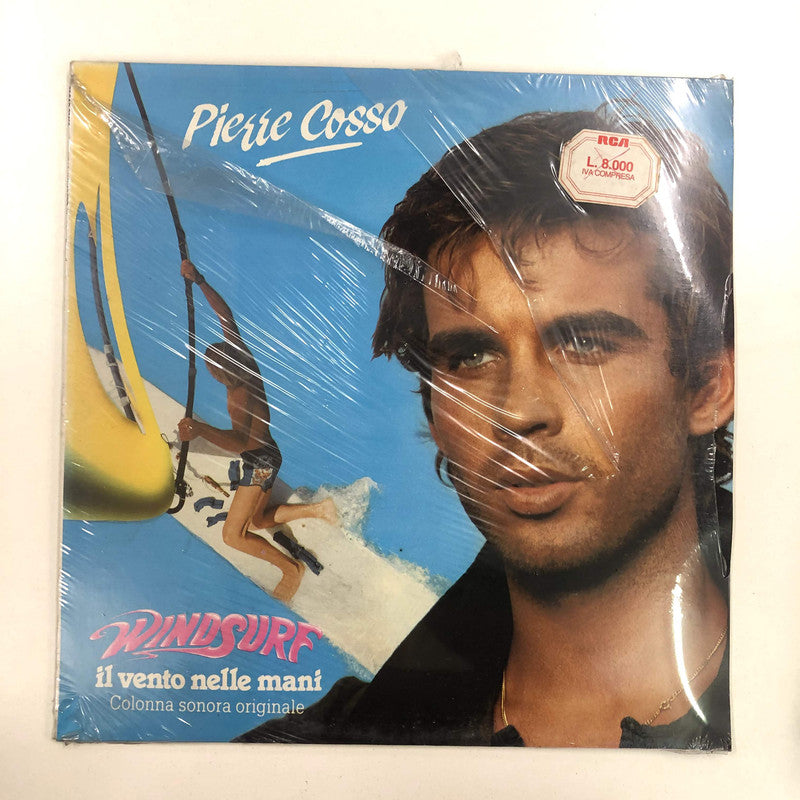 Pierre Cosso
RCA
L. 8.000
IVA COMPRESA
WINDSURF
il vento nelle mani
Colonna sonora originale